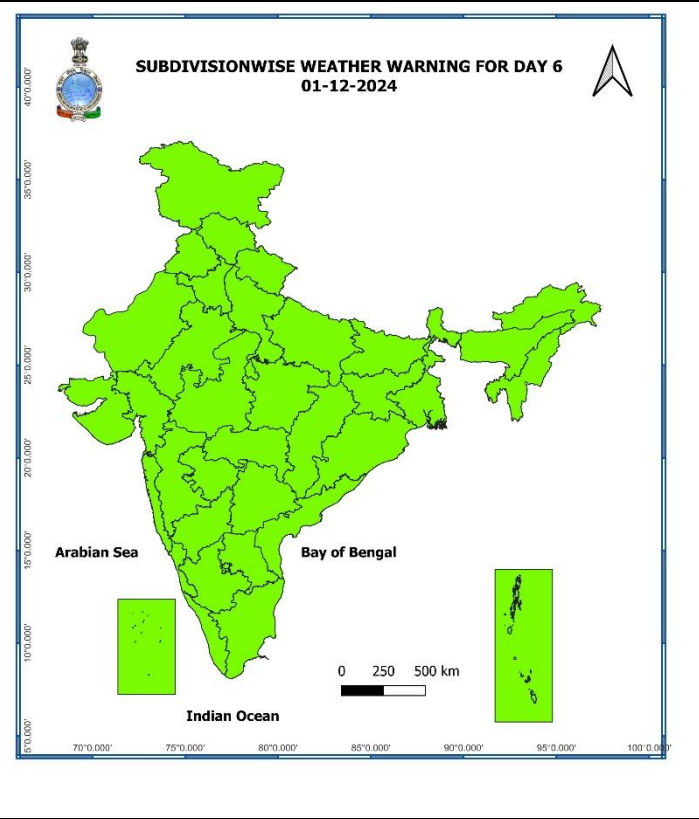 SUBDIVISIONWISE WEATHER WARNING FOR DAY 6
01-12-2024
40°0.000'
35°0.000'
30°0.000'
25°0.000'
20°0.000'
15°0.000'
10°0.000'
5°0.000'
Arabian Sea
Bay of Bengal
0 250 500 km
Indian Ocean
70°0.000' 75°0.000' 80°0.000' 85°0.000' 90°0.000' 95°0.000' 100°0.000'